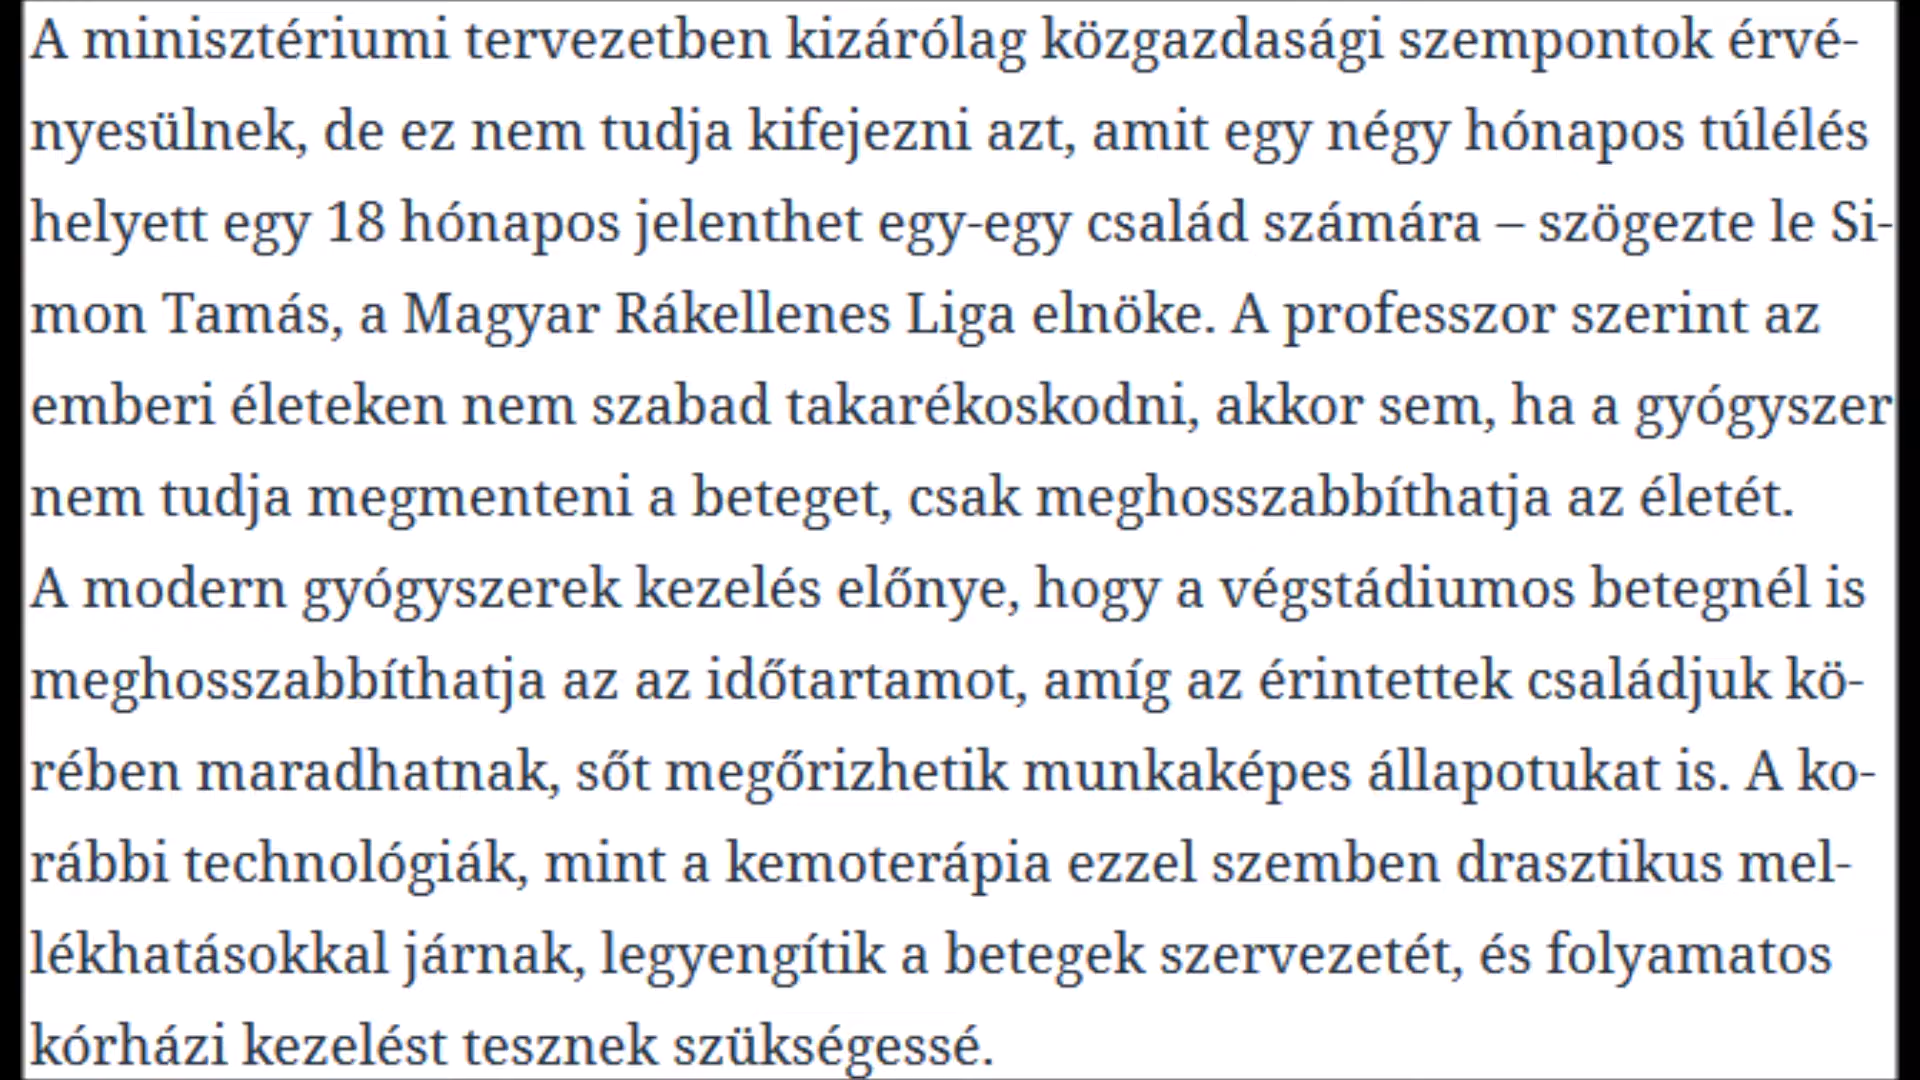 A minisztériumi tervezetben kizárólag közgazdasági szempontok érvé-
nyesülnek, de ez nem tudja kifejezni azt, amit egy négy hónapos túlélés
helyett egy 18 hónapos jelenthet egy-egy család számára – szögezte le Si-
mon Tamás, a Magyar Rákellenes Liga elnöke. A professzor szerint az
emberi életeken nem szabad takarékoskodni, akkor sem, ha a gyógyszer
nem tudja megmenteni a beteget, csak meghosszabbíthatja az életét.
A modern gyógyszerek kezelés előnye, hogy a végstádiumos betegnél is
meghosszabbíthatja az az időtartamot, amíg az érintettek családjuk kö-
rében maradhatnak, sőt megőrizhetik munkaképes állapotukat is. A ko-
rábbi technológiák, mint a kemoterápia ezzel szemben drasztikus mel-
lékhatásokkal járnak, legyengítik a betegek szervezetét, és folyamatos
kórházi kezelést tesznek szükségessé.